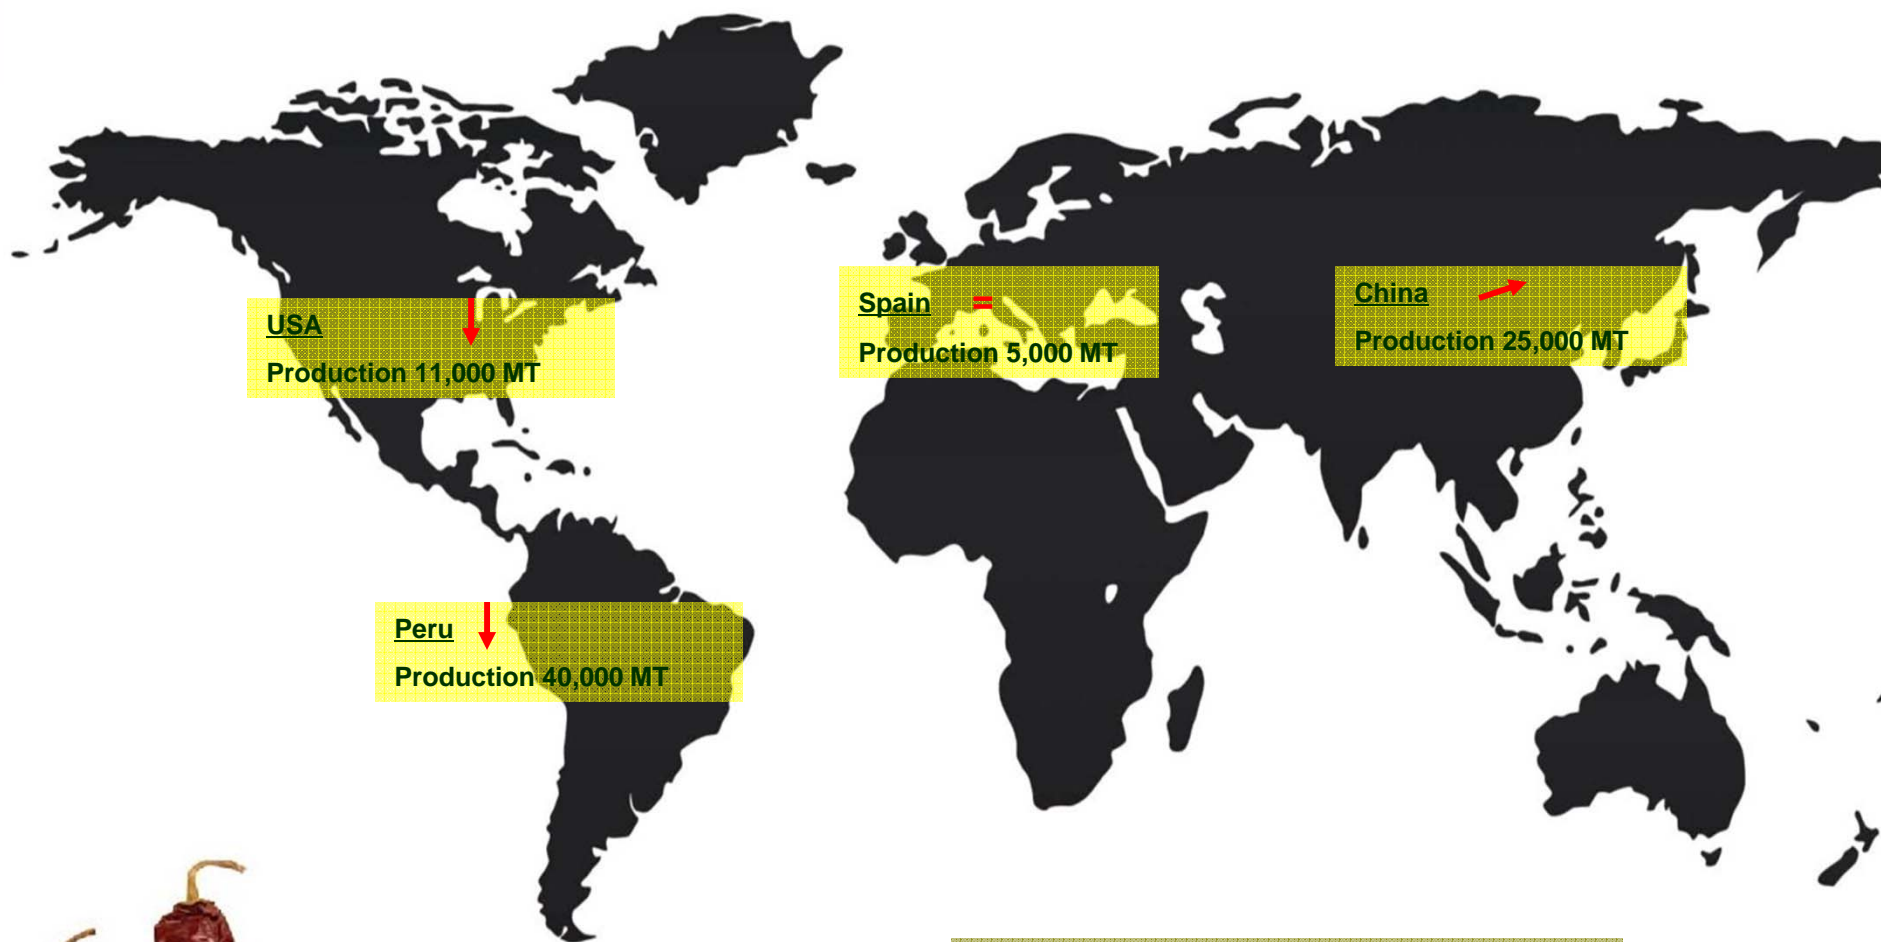 USA
Production 11,000 MT
Spain =
Production 5,000 MT
China
Production 25,000 MT
Peru
Production 40,000 MT